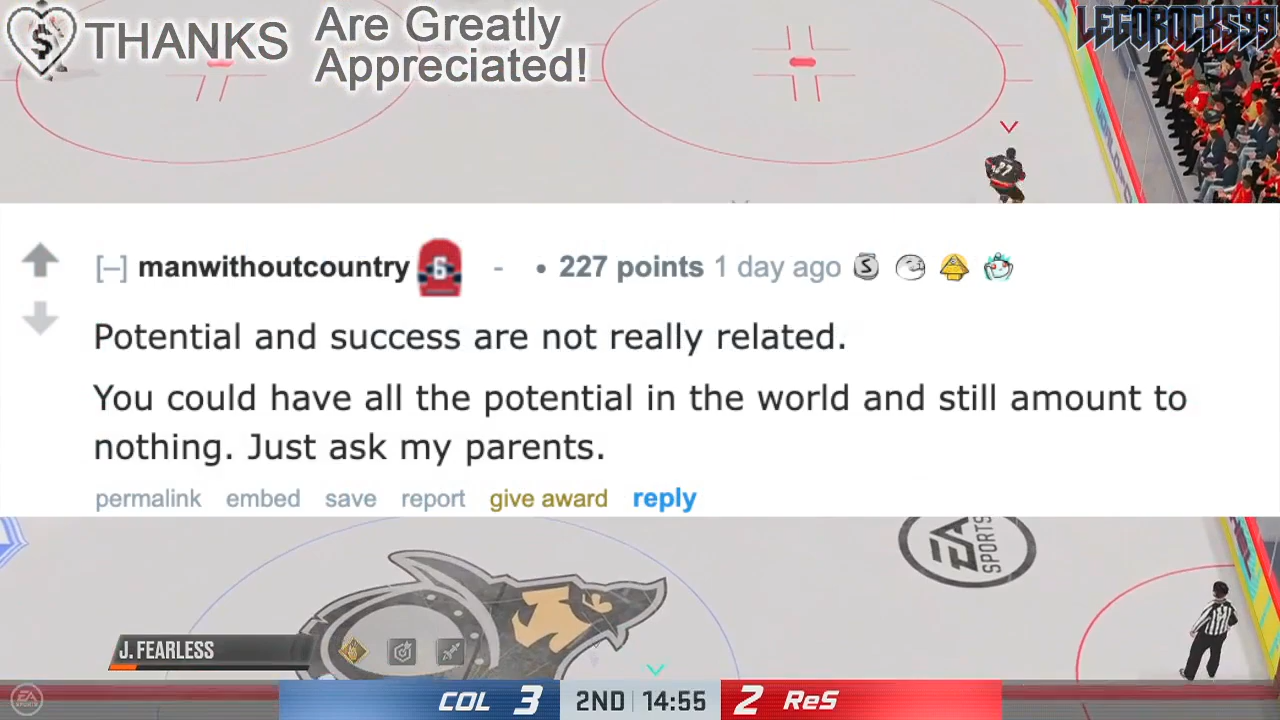 THANKS Are Greatly
Appreciated!
LEGOROCKS99
27
[–] manwithoutcountry 6 - • 227 points 1 day ago
Potential and success are not really related.
You could have all the potential in the world and still amount to
nothing. Just ask my parents.
permalink embed save report give award reply
EA SPORTS
J. FEARLESS
COL 3 2ND 14:55 2 ReS